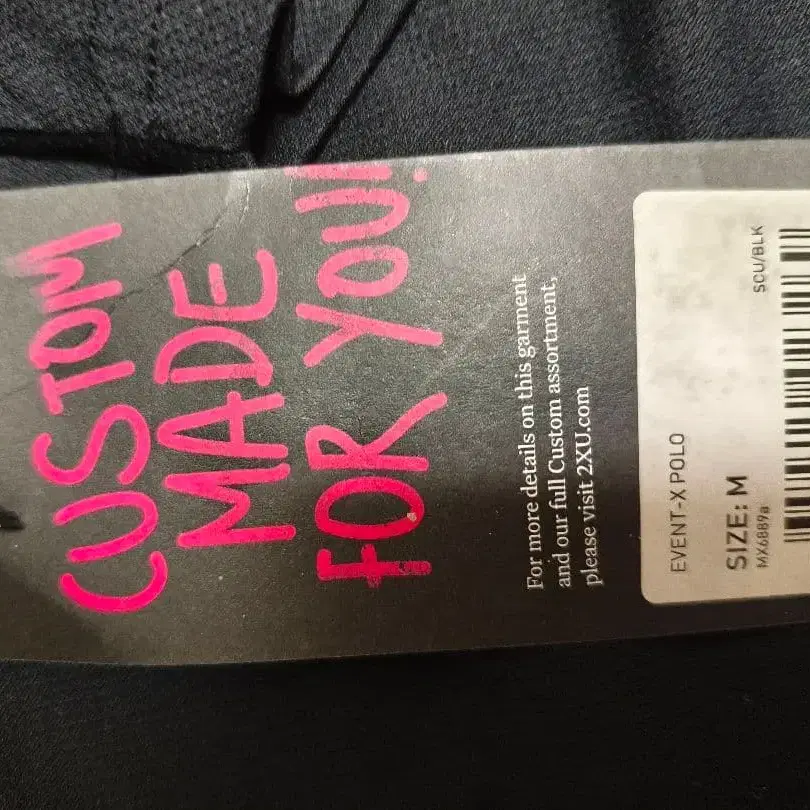 CUSTOM
MADE
FOR YOU!
For more details on this garment
and our full Custom assortment,
please visit 2XU.com
EVENT-X POLO
SCU/BLK
SIZE: M
MX6889a